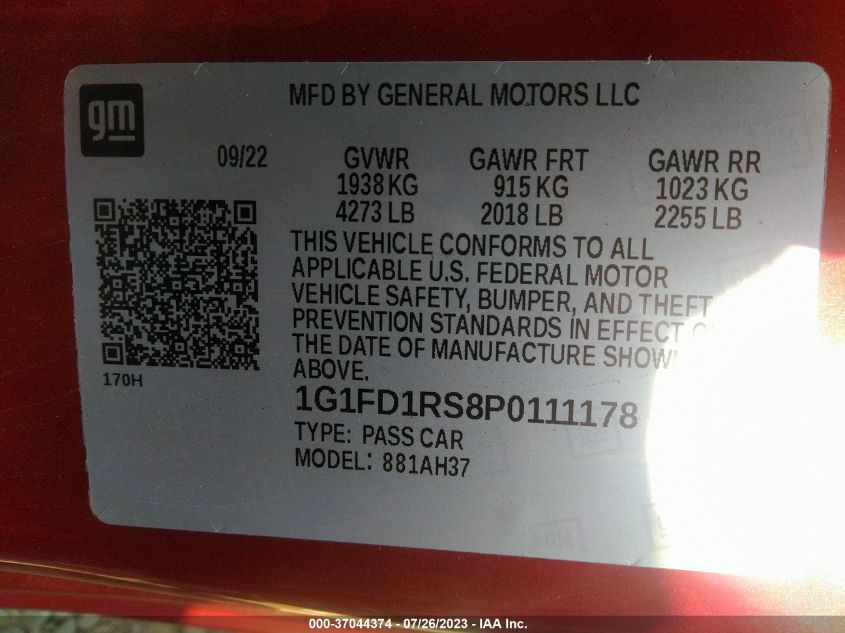 gm
MFD BY GENERAL MOTORS LLC
09/22 GVWR GAWR FRT GAWR RR
1938 KG 915 KG 1023 KG
4273 LB 2018 LB 2255 LB
THIS VEHICLE CONFORMS TO ALL
APPLICABLE U.S. FEDERAL MOTOR
VEHICLE SAFETY, BUMPER, AND THEFT
PREVENTION STANDARDS IN EFFECT
THE DATE OF MANUFACTURE SHOWN
ABOVE.
170H
1G1FD1RS8P0111178
TYPE: PASS CAR
MODEL: 881AH37
000-37044374 - 07/26/2023 - IAA Inc.